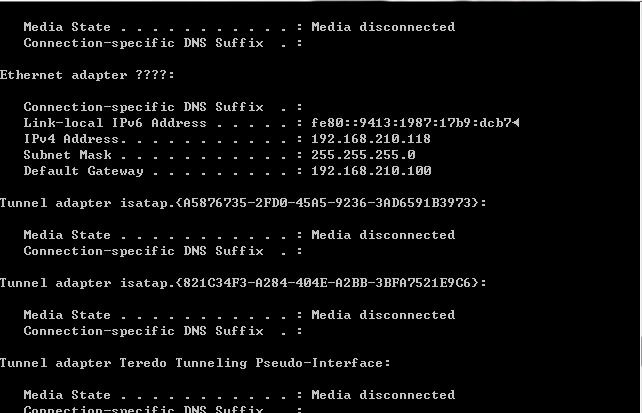 Media State . . . . . . . . . . . : Media disconnected
Connection-specific DNS Suffix  . :
Ethernet adapter ????:
Connection-specific DNS Suffix  . :
Link-local IPv6 Address . . . . . : fe80::9413:1987:17b9:dcb7
IPv4 Address. . . . . . . . . . . : 192.168.210.118
Subnet Mask . . . . . . . . . . . : 255.255.255.0
Default Gateway . . . . . . . . . : 192.168.210.100
Tunnel adapter isatap.{A5876735-2FD0-45A5-9236-3AD6591B3973}:
Media State . . . . . . . . . . . : Media disconnected
Connection-specific DNS Suffix  . :
Tunnel adapter isatap.{821C34F3-A284-404E-A2BB-3BFA7521E9C6}:
Media State . . . . . . . . . . . : Media disconnected
Connection-specific DNS Suffix  . :
Tunnel adapter Teredo Tunneling Pseudo-Interface:
Media State . . . . . . . . . . . : Media disconnected
Connection-specific DNS Suffix  . :